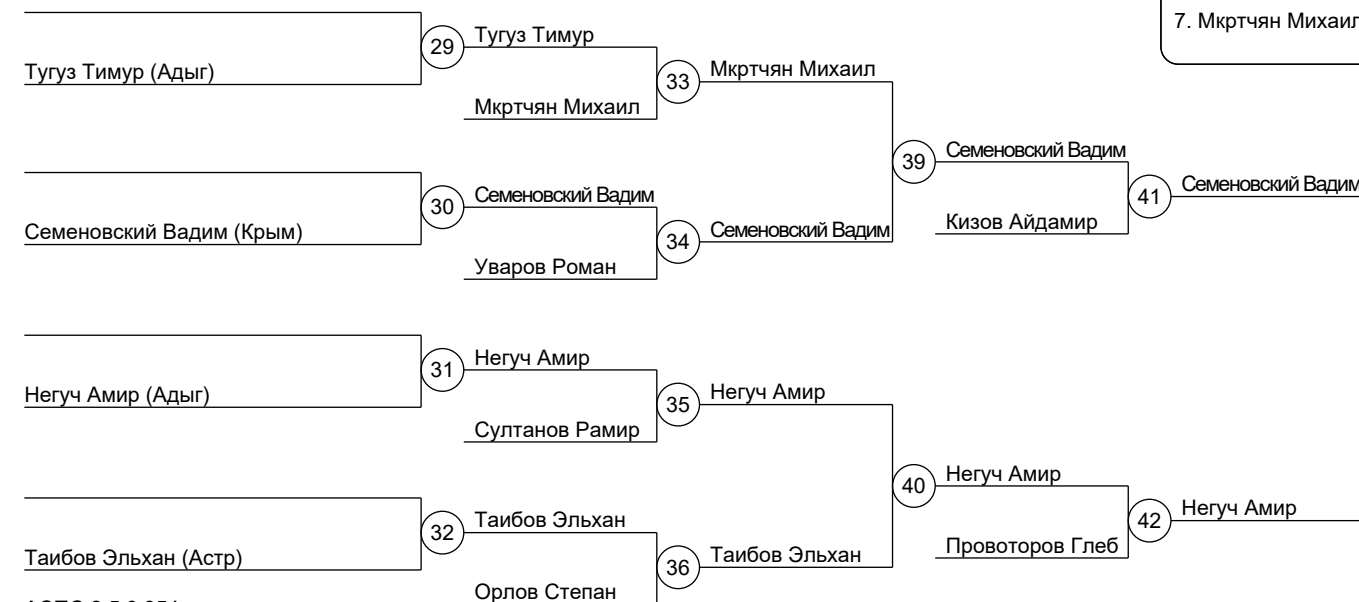 7. Мкртчян Михаил
29
Тугуз Тимур
Тугуз Тимур (Адыг)
33
Мкртчян Михаил
Мкртчян Михаил
39
Семеновский Вадим
30
Семеновский Вадим
41
Семеновский Вадим
Семеновский Вадим (Крым)
34
Семеновский Вадим
Кизов Айдамир
Уваров Роман
31
Негуч Амир
Негуч Амир (Адыг)
35
Негуч Амир
Султанов Рамир
40
Негуч Амир
32
Таибов Эльхан
42
Негуч Амир
Таибов Эльхан (Астр)
36
Таибов Эльхан
Провоторов Глеб
Орлов Степан